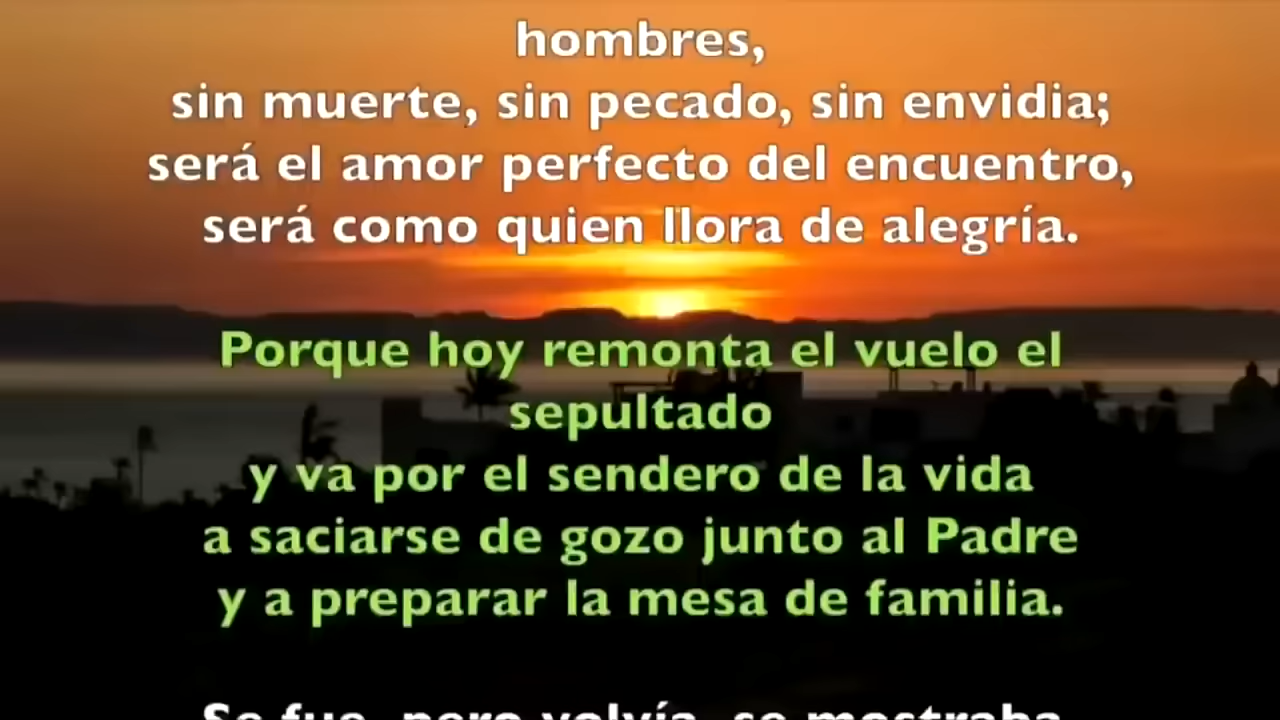 hombres,
sin muerte, sin pecado, sin envidia;
será el amor perfecto del encuentro,
será como quien llora de alegría.
Porque hoy remonta el vuelo el
sepultado
y va por el sendero de la vida
a saciarse de gozo junto al Padre
y a preparar la mesa de familia.
Se fue, pero volvía, se mostraba,